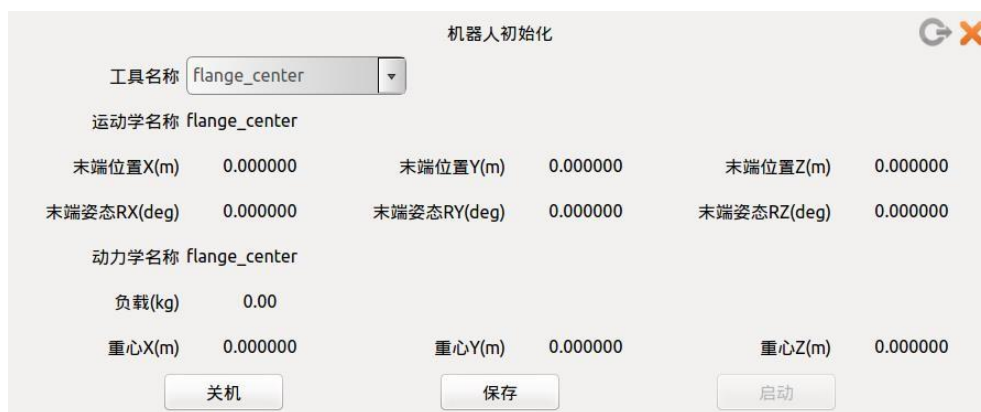 机器人初始化
工具名称 flange_center
运动学名称 flange_center
末端位置X(m) 0.000000 末端位置Y(m) 0.000000 末端位置Z(m) 0.000000
末端姿态RX(deg) 0.000000 末端姿态RY(deg) 0.000000 末端姿态RZ(deg) 0.000000
动力学名称 flange_center
负载(kg) 0.00
重心X(m) 0.000000 重心Y(m) 0.000000 重心Z(m) 0.000000
关机 保存 启动